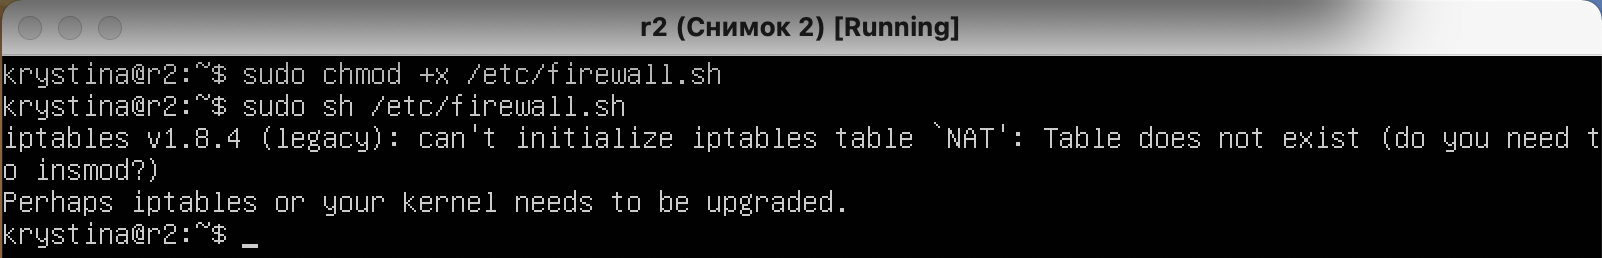 r2 (Снимок 2) [Running]
krystina@r2:~$ sudo chmod +x /etc/firewall.sh
krystina@r2:~$ sudo sh /etc/firewall.sh
iptables v1.8.4 (legacy): can't initialize iptables table `NAT': Table does not exist (do you need t
o insmod?)
Perhaps iptables or your kernel needs to be upgraded.
krystina@r2:~$ _